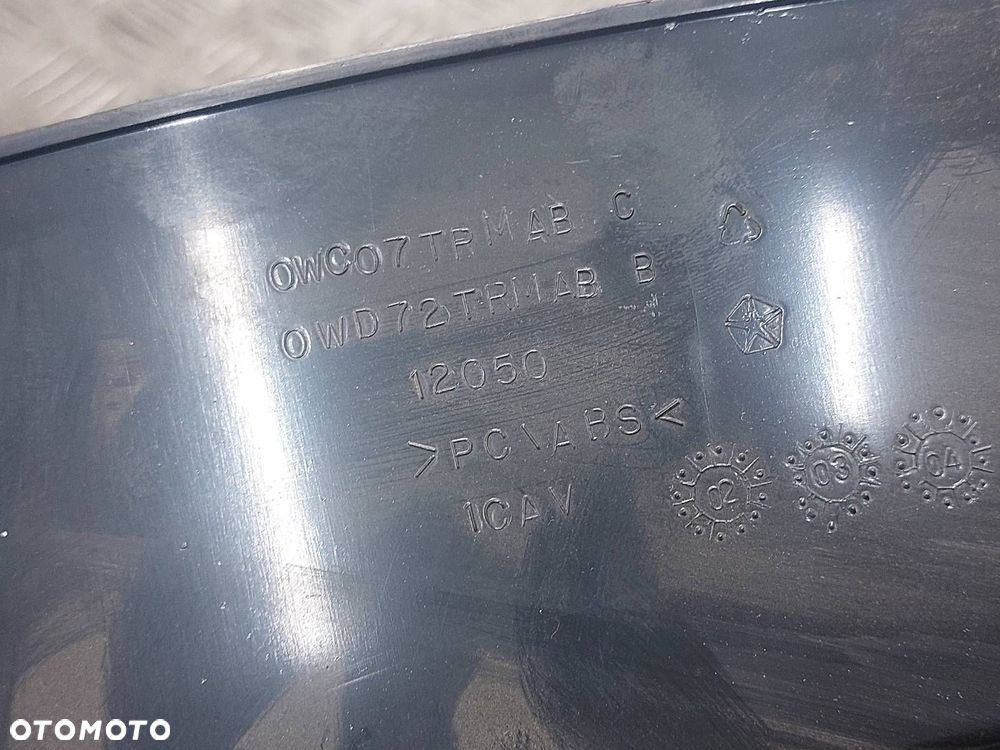 0WC07TRMAB C
0WD72TRMAB B
12050
>PC\ABS<
1CAV
02 03 04
OTOMOTO